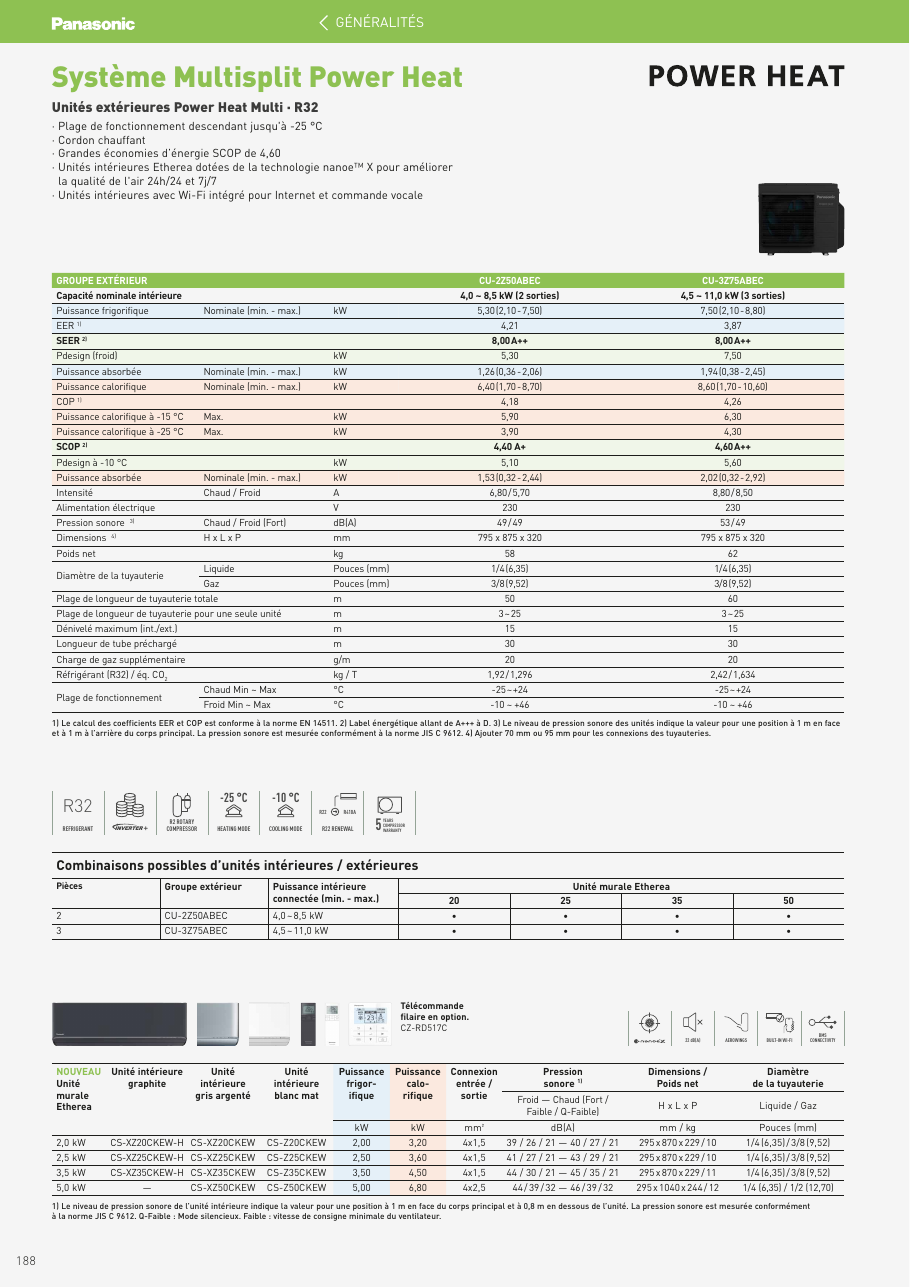 Panasonic
GÉNÉRALITÉS
Système Multisplit Power Heat
POWER HEAT
Unités extérieures Power Heat Multi · R32
· Plage de fonctionnement descendant jusqu'à -25 °C
· Cordon chauffant
· Grandes économies d'énergie SCOP de 4,60
· Unités intérieures Etherea dotées de la technologie nanoe™ X pour améliorer
la qualité de l'air 24h/24 et 7j/7
· Unités intérieures avec Wi-Fi intégré pour Internet et commande vocale
GROUPE EXTÉRIEUR CU-2Z50ABEC CU-3Z75ABEC
Capacité nominale intérieure 4,0 ~ 8,5 kW (2 sorties) 4,5 ~ 11,0 kW (3 sorties)
Puissance frigorifique Nominale (min. - max.) kW 5,30 (2,10 - 7,50) 7,50 (2,10 - 8,80)
EER 1) 4,21 3,87
SEER 2) 8,00 A++ 8,00 A++
Pdesign (froid) kW 5,30 7,50
Puissance absorbée Nominale (min. - max.) kW 1,26 (0,36 - 2,06) 1,94 (0,38 - 2,45)
Puissance calorifique Nominale (min. - max.) kW 6,40 (1,70 - 8,70) 8,60 (1,70 - 10,60)
COP 1) 4,18 4,26
Puissance calorifique à -15 °C Max. kW 5,90 6,30
Puissance calorifique à -25 °C Max. kW 3,90 4,30
SCOP 2) 4,40 A+ 4,60 A++
Pdesign à -10 °C kW 5,10 5,60
Puissance absorbée Nominale (min. - max.) kW 1,53 (0,32 - 2,44) 2,02 (0,32 - 2,92)
Intensité Chaud / Froid A 6,80 / 5,70 8,80 / 8,50
Alimentation électrique V 230 230
Pression sonore 3) Chaud / Froid (Fort) dB(A) 49 / 49 53 / 49
Dimensions 4) H x L x P mm 795 x 875 x 320 795 x 875 x 320
Poids net kg 58 62
Diamètre de la tuyauterie Liquide Pouces (mm) 1/4 (6,35) 1/4 (6,35)
Gaz Pouces (mm) 3/8 (9,52) 3/8 (9,52)
Plage de longueur de tuyauterie totale m 50 60
Plage de longueur de tuyauterie pour une seule unité m 3 ~ 25 3 ~ 25
Dénivelé maximum (int./ext.) m 15 15
Longueur de tube préchargé m 30 30
Charge de gaz supplémentaire g/m 20 20
Réfrigérant (R32) / éq. CO2 kg / T 1,92 / 1,296 2,42 / 1,634
Plage de fonctionnement Chaud Min ~ Max °C -25 ~ +24 -25 ~ +24
Froid Min ~ Max °C -10 ~ +46 -10 ~ +46
1) Le calcul des coefficients EER et COP est conforme à la norme EN 14511. 2) Label énergétique allant de A+++ à D. 3) Le niveau de pression sonore des unités indique la valeur pour une position à 1 m en face
et à 1 m à l'arrière du corps principal. La pression sonore est mesurée conformément à la norme JIS C 9612. 4) Ajouter 70 mm ou 95 mm pour les connexions des tuyauteries.
R32 REFRIGERANT
INVERTER+
R2 ROTARY COMPRESSOR
-25 °C HEATING MODE
-10 °C COOLING MODE
R22 R410A R22 RENEWAL
5 YEARS COMPRESSOR WARRANTY
Combinaisons possibles d'unités intérieures / extérieures
Pièces Groupe extérieur Puissance intérieure connectée (min. - max.) Unité murale Etherea
20 25 35 50
2 CU-2Z50ABEC 4,0 ~ 8,5 kW • • • •
3 CU-3Z75ABEC 4,5 ~ 11,0 kW • • • •
Télécommande
filaire en option.
CZ-RD517C
nanoeX
AEROWINGS
BUILT-IN WI-FI
BMS CONNECTIVITY
NOUVEAU Unité murale Etherea Unité intérieure graphite Unité intérieure gris argenté Unité intérieure blanc mat Puissance frigor-ifique Puissance calo-rifique Connexion entrée / sortie Pression sonore 1) Dimensions / Poids net Diamètre de la tuyauterie
Froid — Chaud (Fort / Faible / Q-Faible) H x L x P Liquide / Gaz
kW kW mm² dB(A) mm / kg Pouces (mm)
2,0 kW CS-XZ20CKEW-H CS-XZ20CKEW CS-Z20CKEW 2,00 3,20 4x1,5 39 / 26 / 21 — 40 / 27 / 21 295 x 870 x 229 / 10 1/4 (6,35) / 3/8 (9,52)
2,5 kW CS-XZ25CKEW-H CS-XZ25CKEW CS-Z25CKEW 2,50 3,60 4x1,5 41 / 27 / 21 — 43 / 29 / 21 295 x 870 x 229 / 10 1/4 (6,35) / 3/8 (9,52)
3,5 kW CS-XZ35CKEW-H CS-XZ35CKEW CS-Z35CKEW 3,50 4,50 4x1,5 44 / 30 / 21 — 45 / 35 / 21 295 x 870 x 229 / 11 1/4 (6,35) / 3/8 (9,52)
5,0 kW — CS-XZ50CKEW CS-Z50CKEW 5,00 6,80 4x2,5 44 / 39 / 32 — 46 / 39 / 32 295 x 1040 x 244 / 12 1/4 (6,35) / 1/2 (12,70)
1) Le niveau de pression sonore de l'unité intérieure indique la valeur pour une position à 1 m en face du corps principal et à 0,8 m en dessous de l'unité. La pression sonore est mesurée conformément
à la norme JIS C 9612. Q-Faible : Mode silencieux. Faible : vitesse de consigne minimale du ventilateur.
188